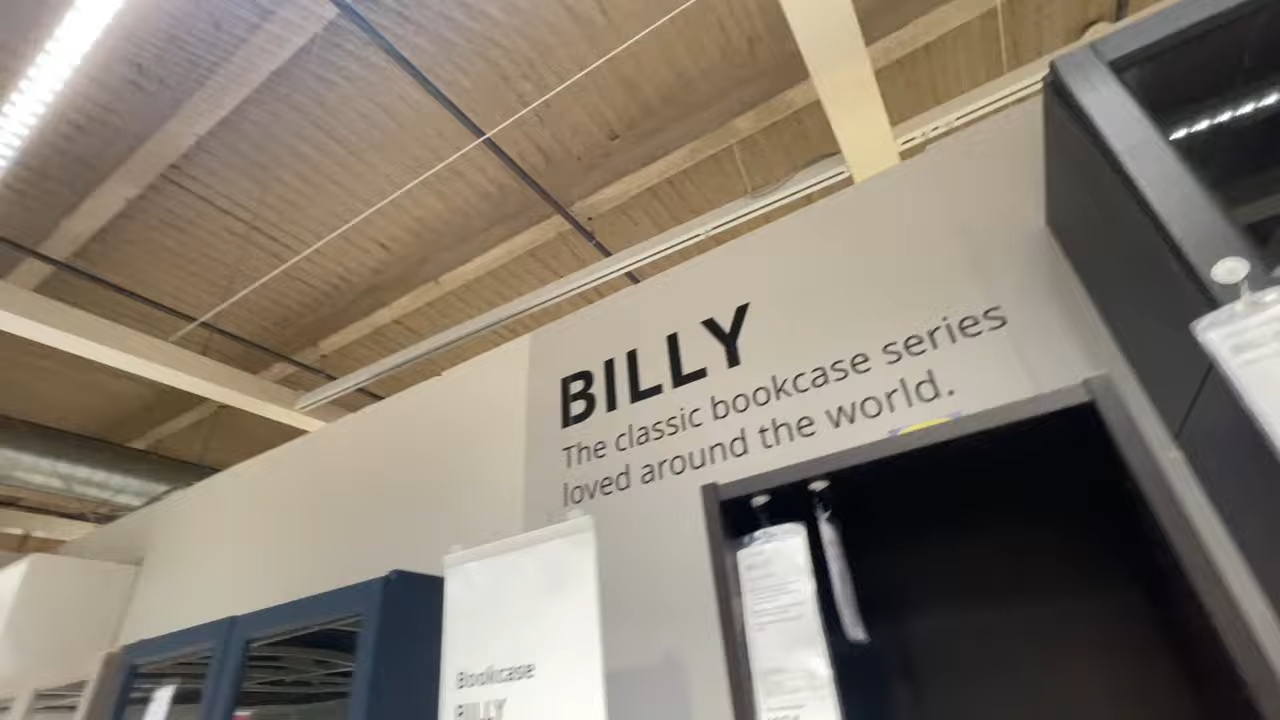 BILLY
The classic bookcase series
loved around the world.
Bookcase
BILLY